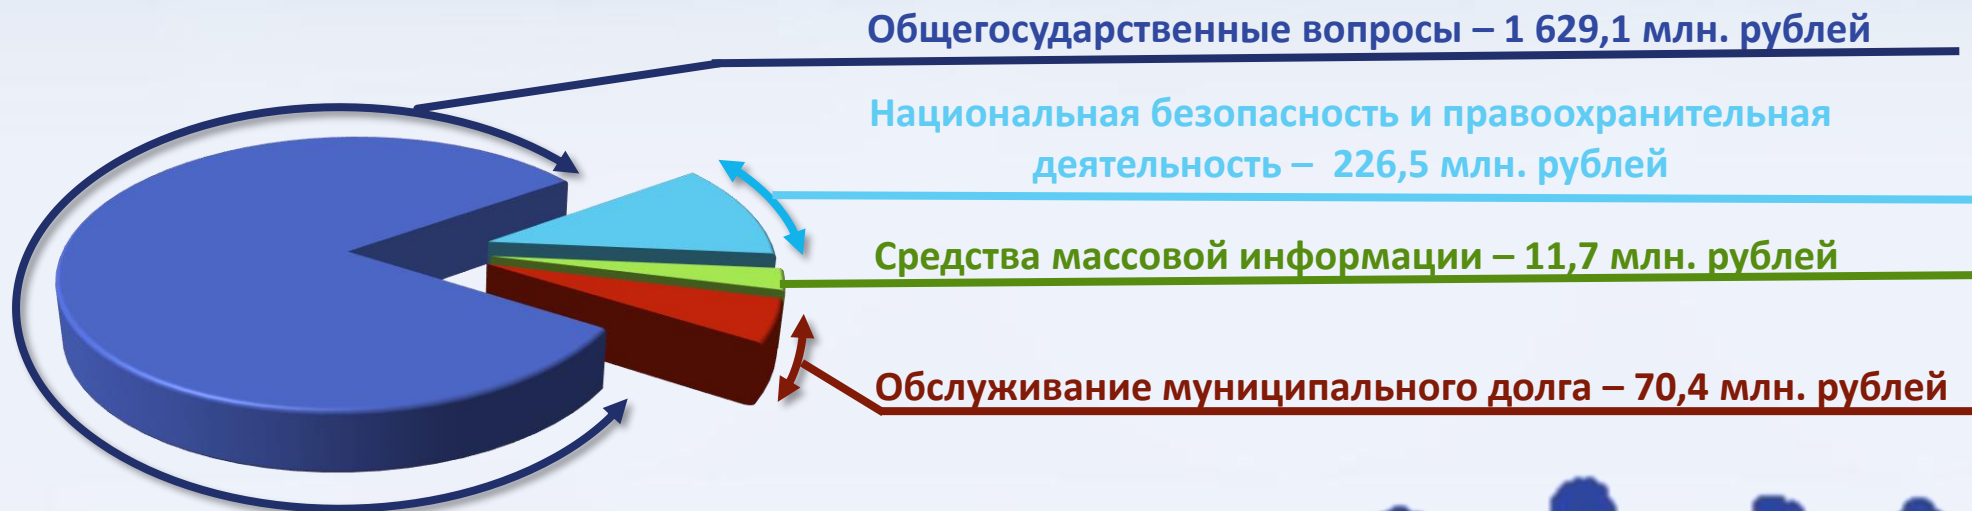 Общегосударственные вопросы – 1 629,1 млн. рублей
Национальная безопасность и правоохранительная
деятельность – 226,5 млн. рублей
Средства массовой информации – 11,7 млн. рублей
Обслуживание муниципального долга – 70,4 млн. рублей